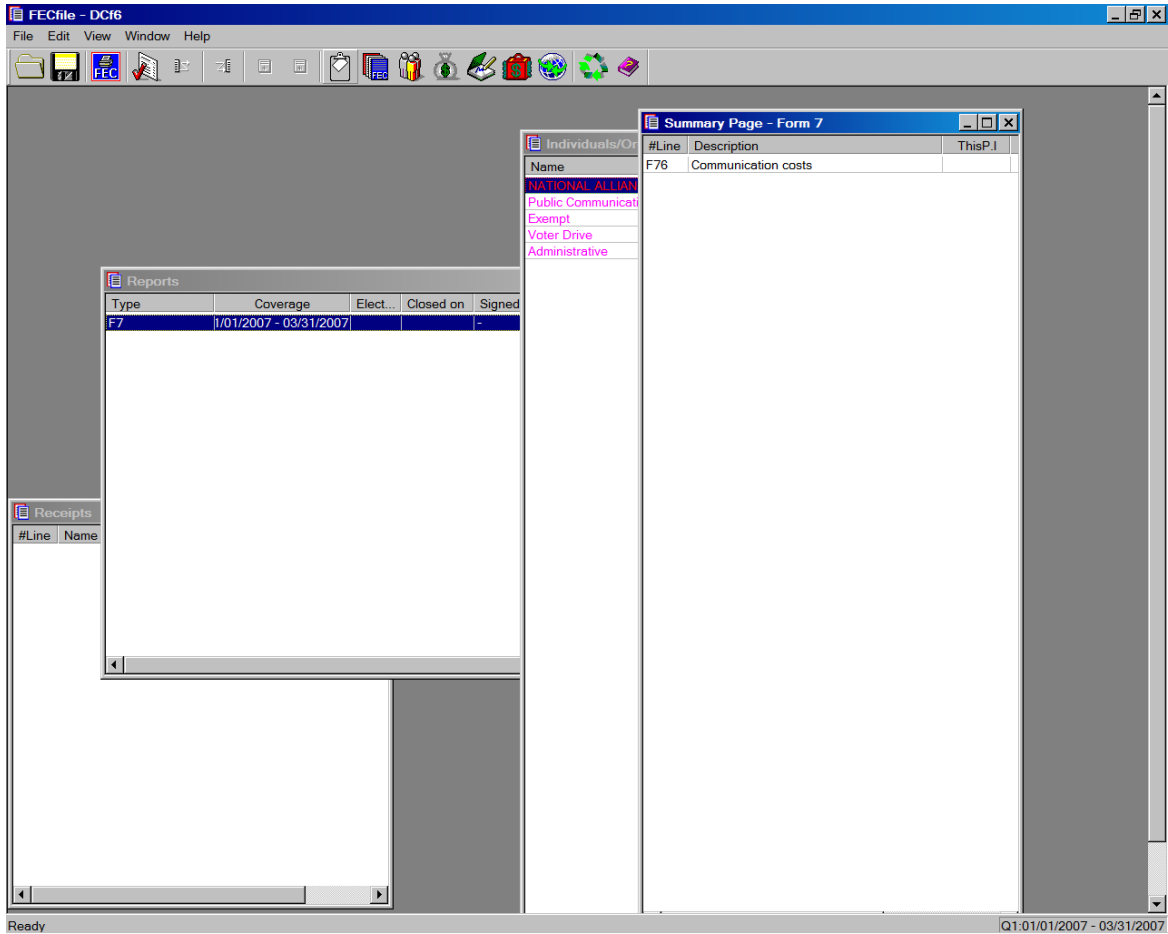 FECfile - DCf6
File Edit View Window Help
FEC FEC
Summary Page - Form 7
#Line Description ThisP.I
F76 Communication costs
Individuals/Or
Name
NATIONAL ALLIAN
Public Communicati
Exempt
Voter Drive
Administrative
Reports
Type Coverage Elect... Closed on Signed
F7 1/01/2007 - 03/31/2007 -
Receipts
#Line Name
Ready Q1:01/01/2007 - 03/31/2007